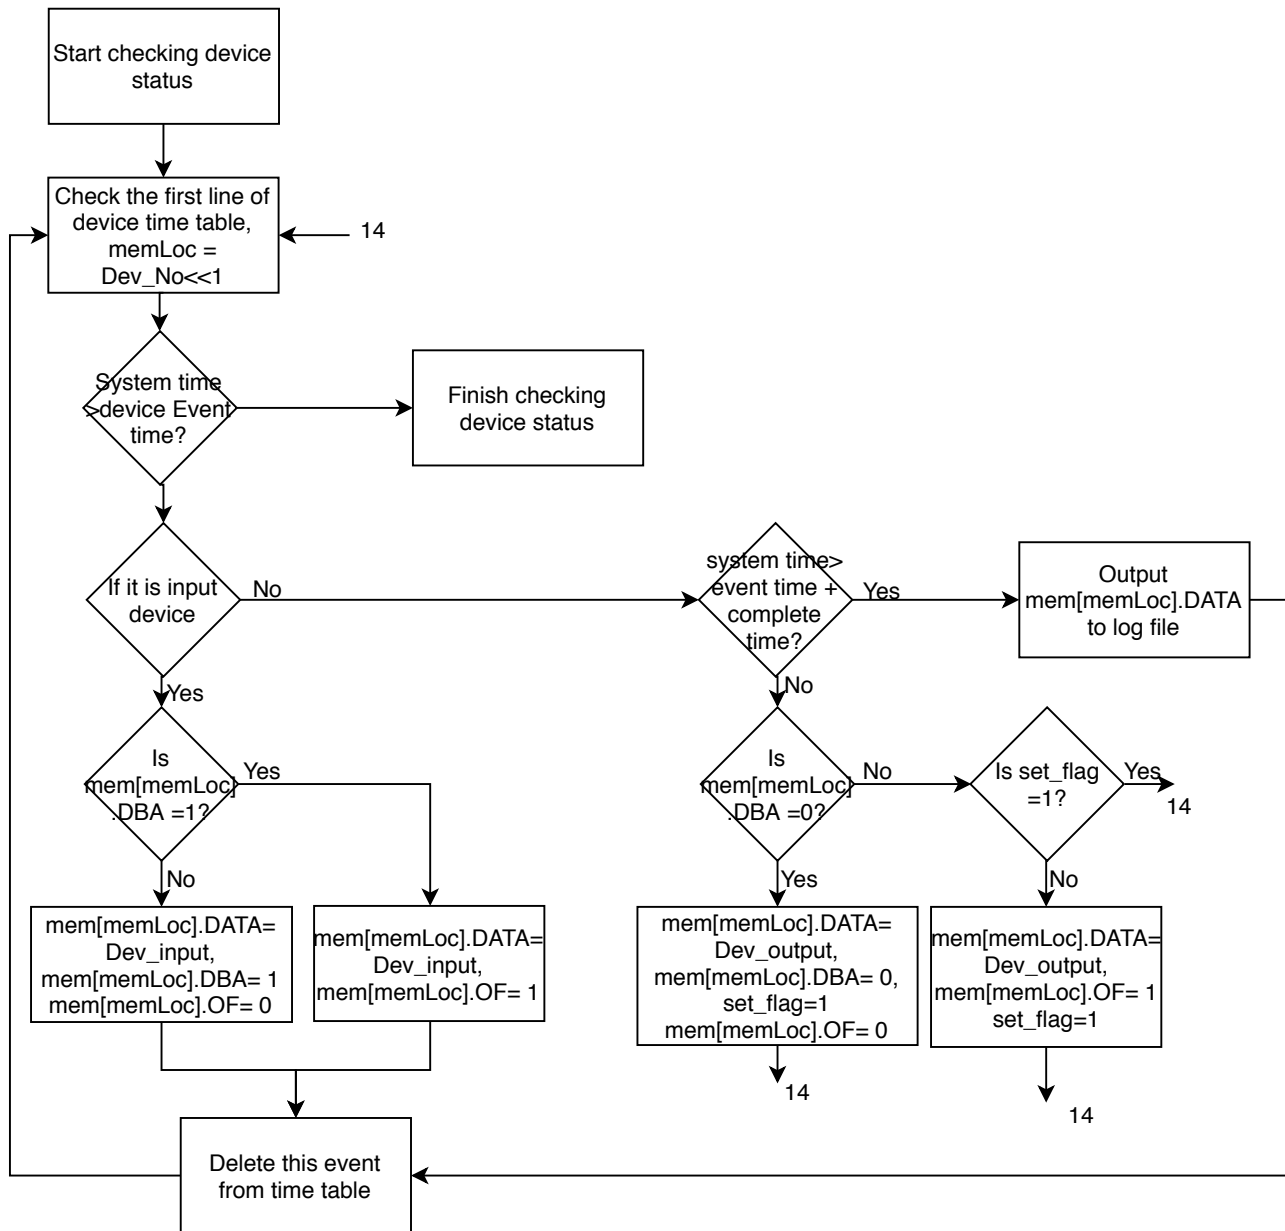 Start checking device
status
Check the first line of
device time table,
memLoc =
Dev_No<<1
14
System time
>device Event
time?
Finish checking
device status
If it is input
device
No
system time>
event time +
complete
time?
Yes
Output
mem[memLoc].DATA
to log file
Yes
No
Is
mem[memLoc]
.DBA =1?
Yes
Is
mem[memLoc]
.DBA =0?
No
Is set_flag
=1?
Yes
14
No
Yes
No
mem[memLoc].DATA=
Dev_input,
mem[memLoc].DBA= 1
mem[memLoc].OF= 0
mem[memLoc].DATA=
Dev_input,
mem[memLoc].OF= 1
mem[memLoc].DATA=
Dev_output,
mem[memLoc].DBA= 0,
set_flag=1
mem[memLoc].OF= 0
mem[memLoc].DATA=
Dev_output,
mem[memLoc].OF= 1
set_flag=1
14
14
Delete this event
from time table